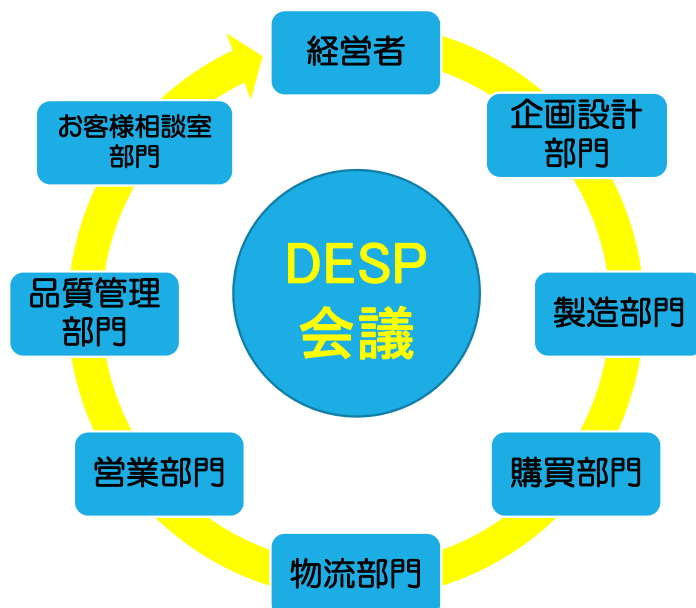 経営者
企画設計
部門
製造部門
購買部門
物流部門
営業部門
品質管理
部門
お客様相談室
部門
DESP
会議